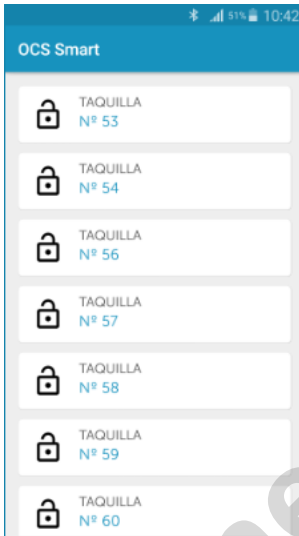 51% 10:42
OCS Smart
TAQUILLA
Nº 53
TAQUILLA
Nº 54
TAQUILLA
Nº 56
TAQUILLA
Nº 57
TAQUILLA
Nº 58
TAQUILLA
Nº 59
TAQUILLA
Nº 60